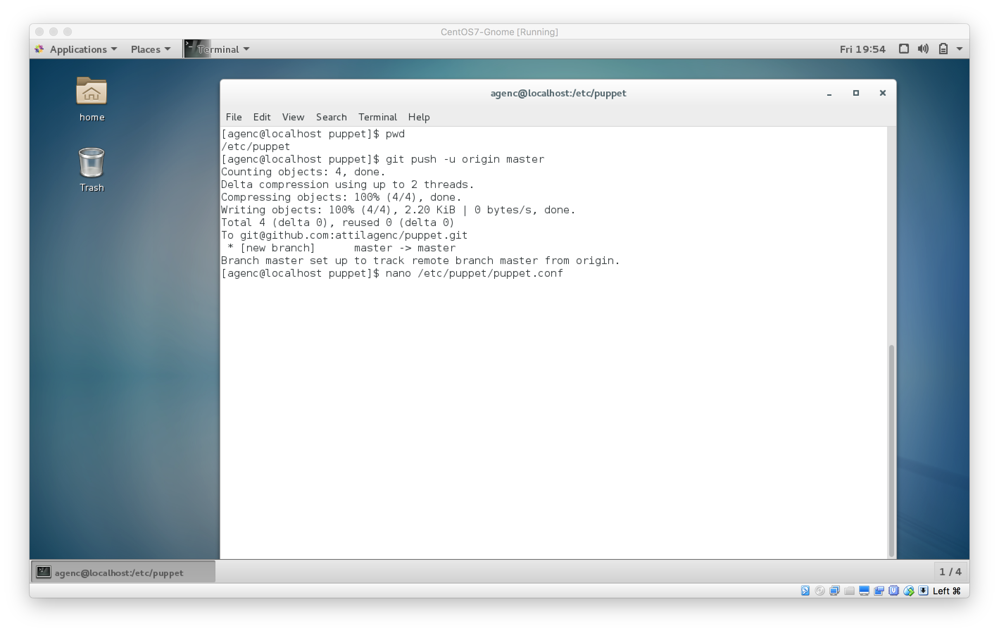 CentOS7-Gnome [Running]
Applications Places Terminal Fri 19:54
home
Trash
agenc@localhost:/etc/puppet
File Edit View Search Terminal Help
[agenc@localhost puppet]$ pwd
/etc/puppet
[agenc@localhost puppet]$ git push -u origin master
Counting objects: 4, done.
Delta compression using up to 2 threads.
Compressing objects: 100% (4/4), done.
Writing objects: 100% (4/4), 2.20 KiB | 0 bytes/s, done.
Total 4 (delta 0), reused 0 (delta 0)
To git@github.com:attilagenc/puppet.git
 * [new branch]      master -> master
Branch master set up to track remote branch master from origin.
[agenc@localhost puppet]$ nano /etc/puppet/puppet.conf
agenc@localhost:/etc/puppet 1 / 4
Left ⌘